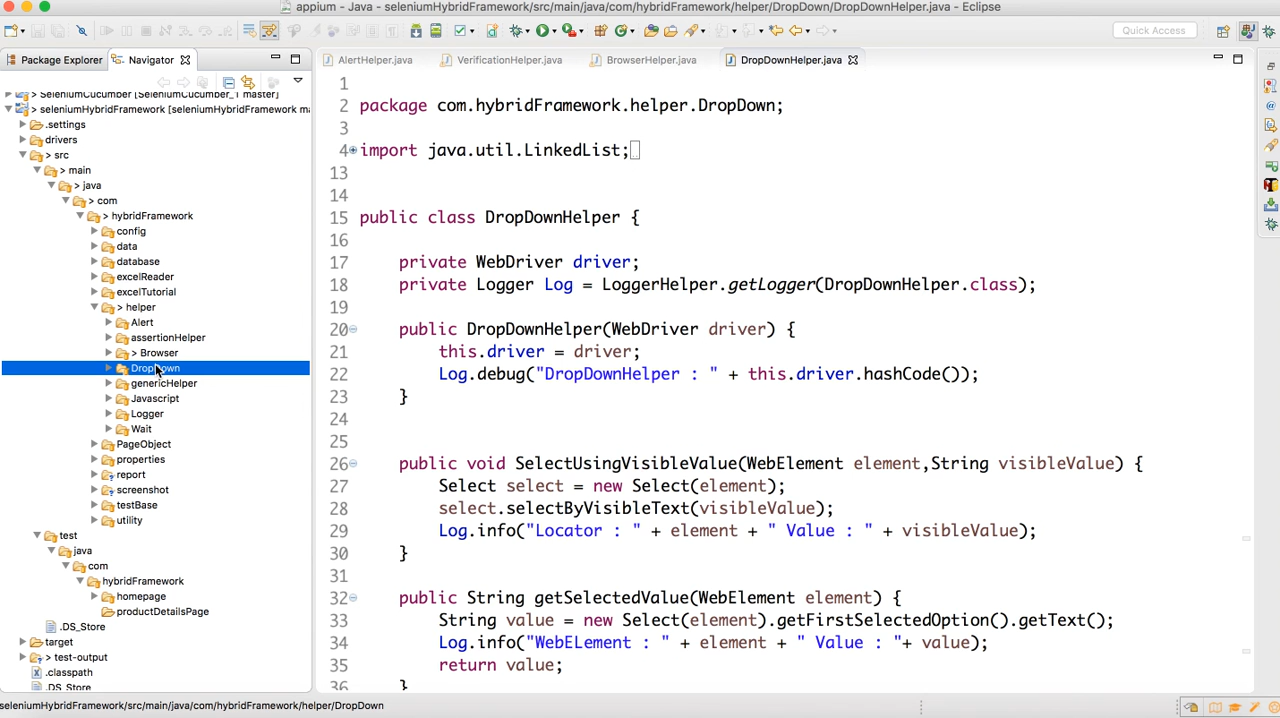 appium - Java - seleniumHybridFramework/src/main/java/com/hybridFramework/helper/DropDown/DropDownHelper.java - Eclipse
Quick Access
Package Explorer
Navigator
AlertHelper.java
VerificationHelper.java
BrowserHelper.java
DropDownHelper.java
> SeleniumCucumber [SeleniumCucumber_1 master]
> seleniumHybridFramework [seleniumHybridFramework ma
.settings
drivers
> src
> main
> java
> com
> hybridFramework
config
data
database
excelReader
excelTutorial
> helper
Alert
assertionHelper
> Browser
DropDown
genericHelper
Javascript
Logger
Wait
PageObject
properties
report
screenshot
testBase
utility
test
java
com
hybridFramework
homepage
productDetailsPage
.DS_Store
target
> test-output
.classpath
.DS_Store
1
2 package com.hybridFramework.helper.DropDown;
3
4 import java.util.LinkedList;
13
14
15 public class DropDownHelper {
16
17 private WebDriver driver;
18 private Logger Log = LoggerHelper.getLogger(DropDownHelper.class);
19
20 public DropDownHelper(WebDriver driver) {
21 this.driver = driver;
22 Log.debug("DropDownHelper : " + this.driver.hashCode());
23 }
24
25
26 public void SelectUsingVisibleValue(WebElement element,String visibleValue) {
27 Select select = new Select(element);
28 select.selectByVisibleText(visibleValue);
29 Log.info("Locator : " + element + " Value : " + visibleValue);
30 }
31
32 public String getSelectedValue(WebElement element) {
33 String value = new Select(element).getFirstSelectedOption().getText();
34 Log.info("WebELement : " + element + " Value : "+ value);
35 return value;
36 }
seleniumHybridFramework/src/main/java/com/hybridFramework/helper/DropDown